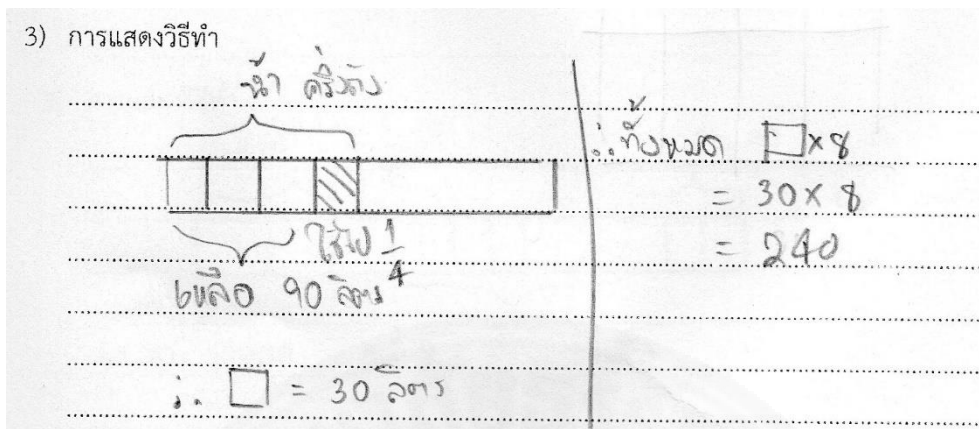 3) การแสดงวิธีทำ
น้ำ ครึ่งถัง
ใช้ไป 1/4
เหลือ 90 ลิตร
∴ □ = 30 ลิตร
∴ ทั้งหมด □ × 8
= 30 × 8
= 240